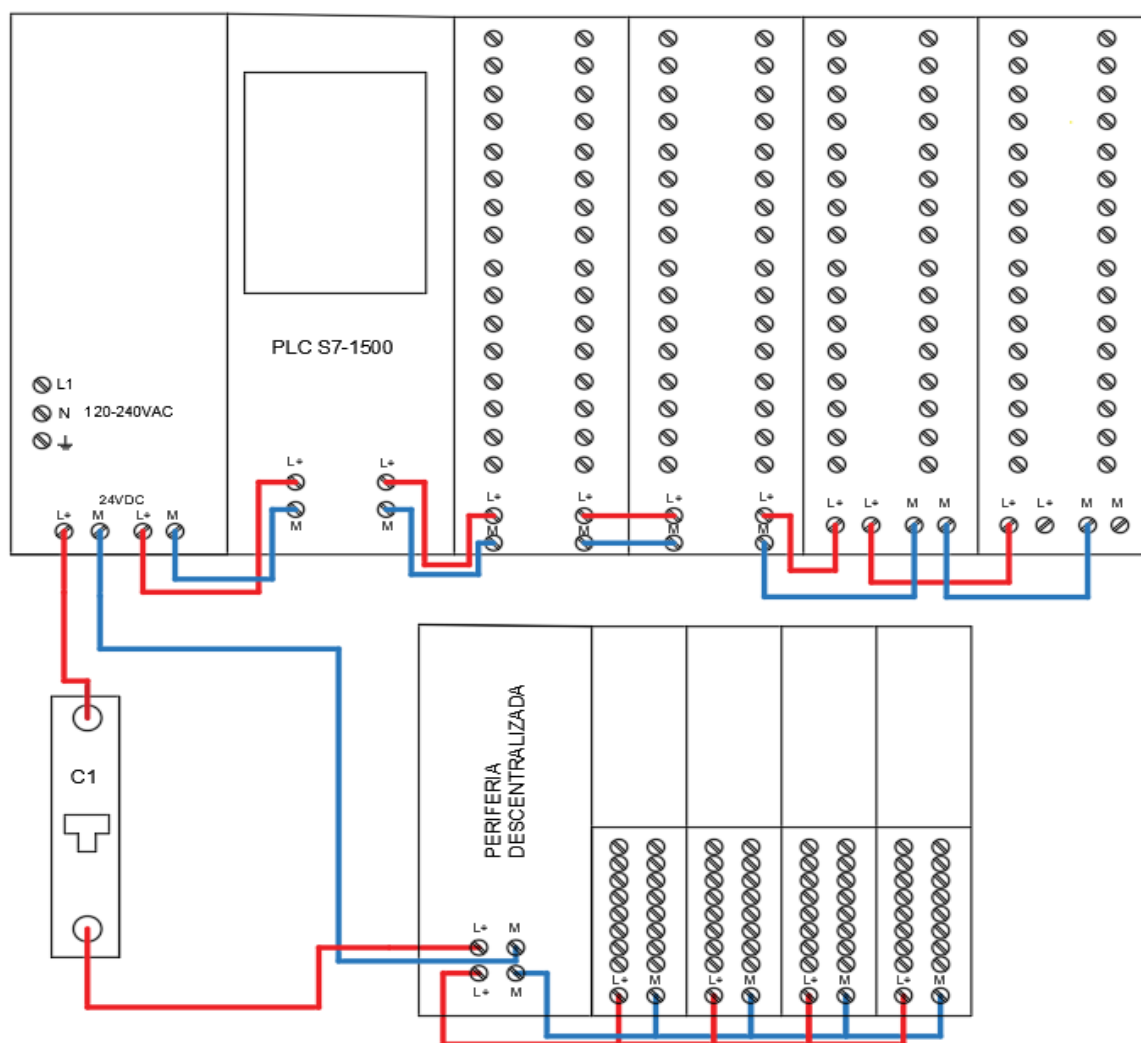 PLC S7-1500
L1
N 120-240VAC
24VDC
L+ M L+ M
L+ L+
M M
L+ L+ L+ L+
M M M M
L+ L+ M M
L+ L+ M M
C1
PERIFERIA
DESCENTRALIZADA
L+ M
L+ M
L+ M L+ M L+ M L+ M